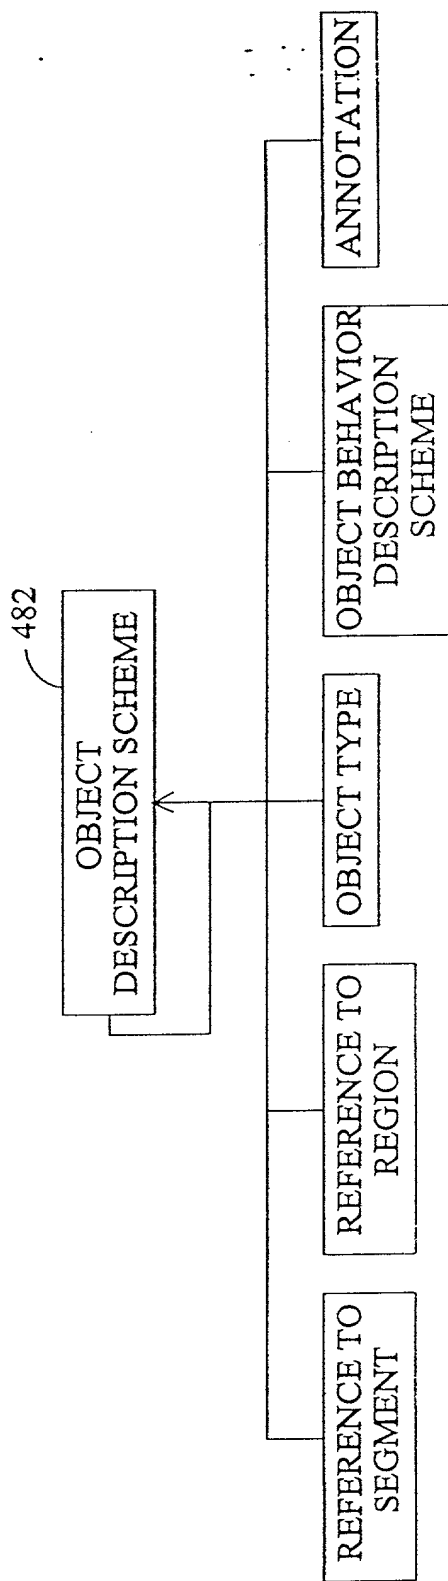 482
OBJECT
DESCRIPTION SCHEME
REFERENCE TO
SEGMENT
REFERENCE TO
REGION
OBJECT TYPE
OBJECT BEHAVIOR
DESCRIPTION
SCHEME
ANNOTATION